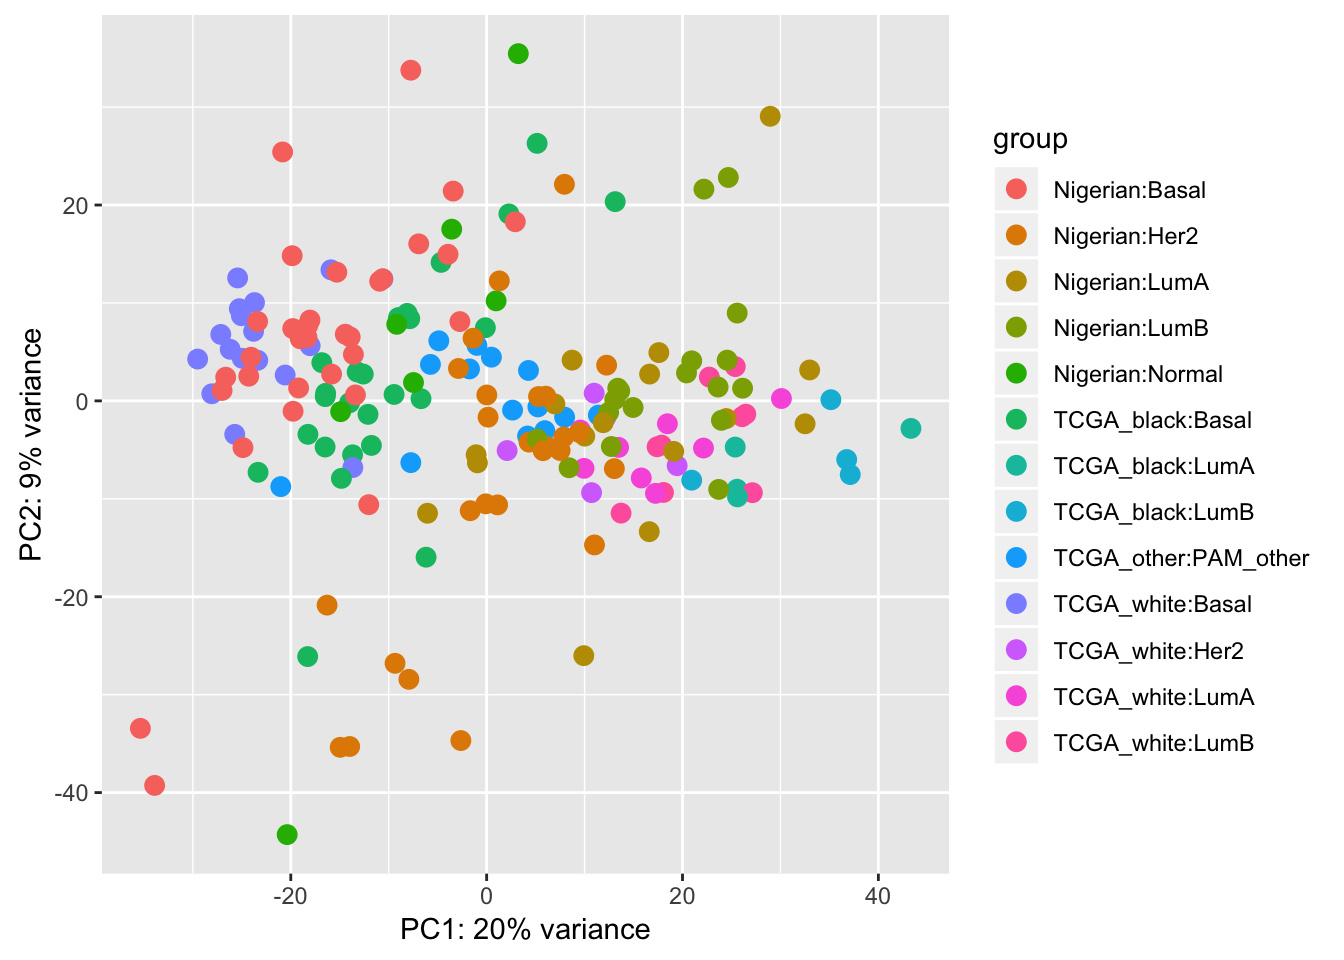 group
Nigerian:Basal
Nigerian:Her2
Nigerian:LumA
Nigerian:LumB
Nigerian:Normal
TCGA_black:Basal
TCGA_black:LumA
TCGA_black:LumB
TCGA_other:PAM_other
TCGA_white:Basal
TCGA_white:Her2
TCGA_white:LumA
TCGA_white:LumB
PC2: 9% variance
20
0
-20
-40
-20 0 20 40
PC1: 20% variance